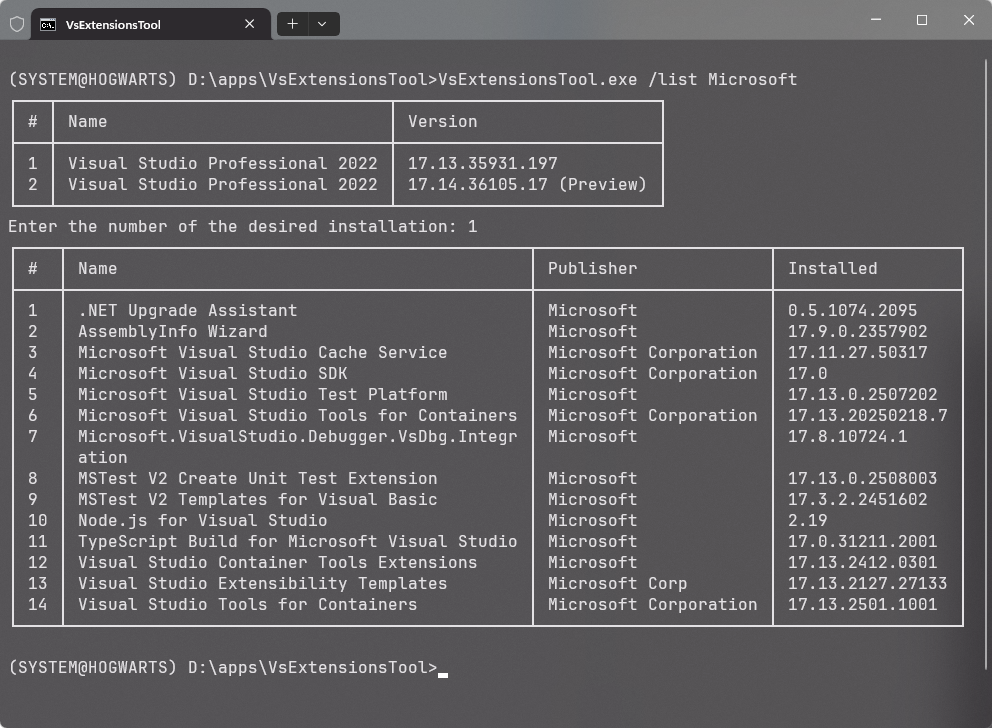 VsExtensionsTool
(SYSTEM@HOGWARTS) D:\apps\VsExtensionsTool>VsExtensionsTool.exe /list Microsoft
# Name Version
1 Visual Studio Professional 2022 17.13.35931.197
2 Visual Studio Professional 2022 17.14.36105.17 (Preview)
Enter the number of the desired installation: 1
# Name Publisher Installed
1 .NET Upgrade Assistant Microsoft 0.5.1074.2095
2 AssemblyInfo Wizard Microsoft 17.9.0.2357902
3 Microsoft Visual Studio Cache Service Microsoft Corporation 17.11.27.50317
4 Microsoft Visual Studio SDK Microsoft Corporation 17.0
5 Microsoft Visual Studio Test Platform Microsoft 17.13.0.2507202
6 Microsoft Visual Studio Tools for Containers Microsoft Corporation 17.13.20250218.7
7 Microsoft.VisualStudio.Debugger.VsDbg.Integr Microsoft 17.8.10724.1
ation
8 MSTest V2 Create Unit Test Extension Microsoft 17.13.0.2508003
9 MSTest V2 Templates for Visual Basic Microsoft 17.3.2.2451602
10 Node.js for Visual Studio Microsoft 2.19
11 TypeScript Build for Microsoft Visual Studio Microsoft 17.0.31211.2001
12 Visual Studio Container Tools Extensions Microsoft 17.13.2412.0301
13 Visual Studio Extensibility Templates Microsoft Corp 17.13.2127.27133
14 Visual Studio Tools for Containers Microsoft Corporation 17.13.2501.1001
(SYSTEM@HOGWARTS) D:\apps\VsExtensionsTool>